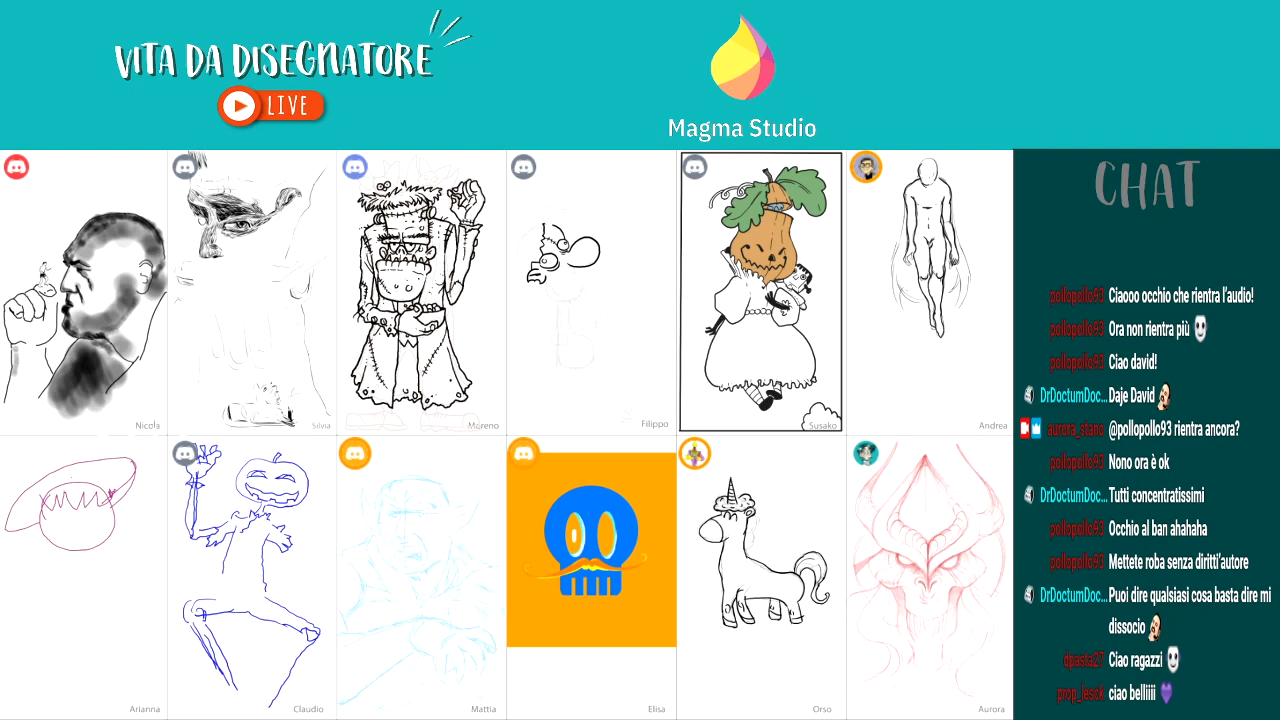 VITA DA DISEGNATORE
LIVE
Magma Studio
Nicola
Silvia
Moreno
Filippo
Susako
Andrea
Arianna
Claudio
Mattia
Elisa
Orso
Aurora
CHAT
pollopollo93 Ciaooo occhio che rientra l'audio!
pollopollo93 Ora non rientra più
pollopollo93 Ciao david!
DrDoctumDoc... Daje David
aurora_stano @pollopollo93 rientra ancora?
pollopollo93 Nono ora è ok
DrDoctumDoc... Tutti concentratissimi
pollopollo93 Occhio al ban ahahaha
pollopollo93 Mettete roba senza diritti'autore
DrDoctumDoc... Puoi dire qualsiasi cosa basta dire mi
dissocio
dpasta27 Ciao ragazzi
prop_lesck ciao belliiii